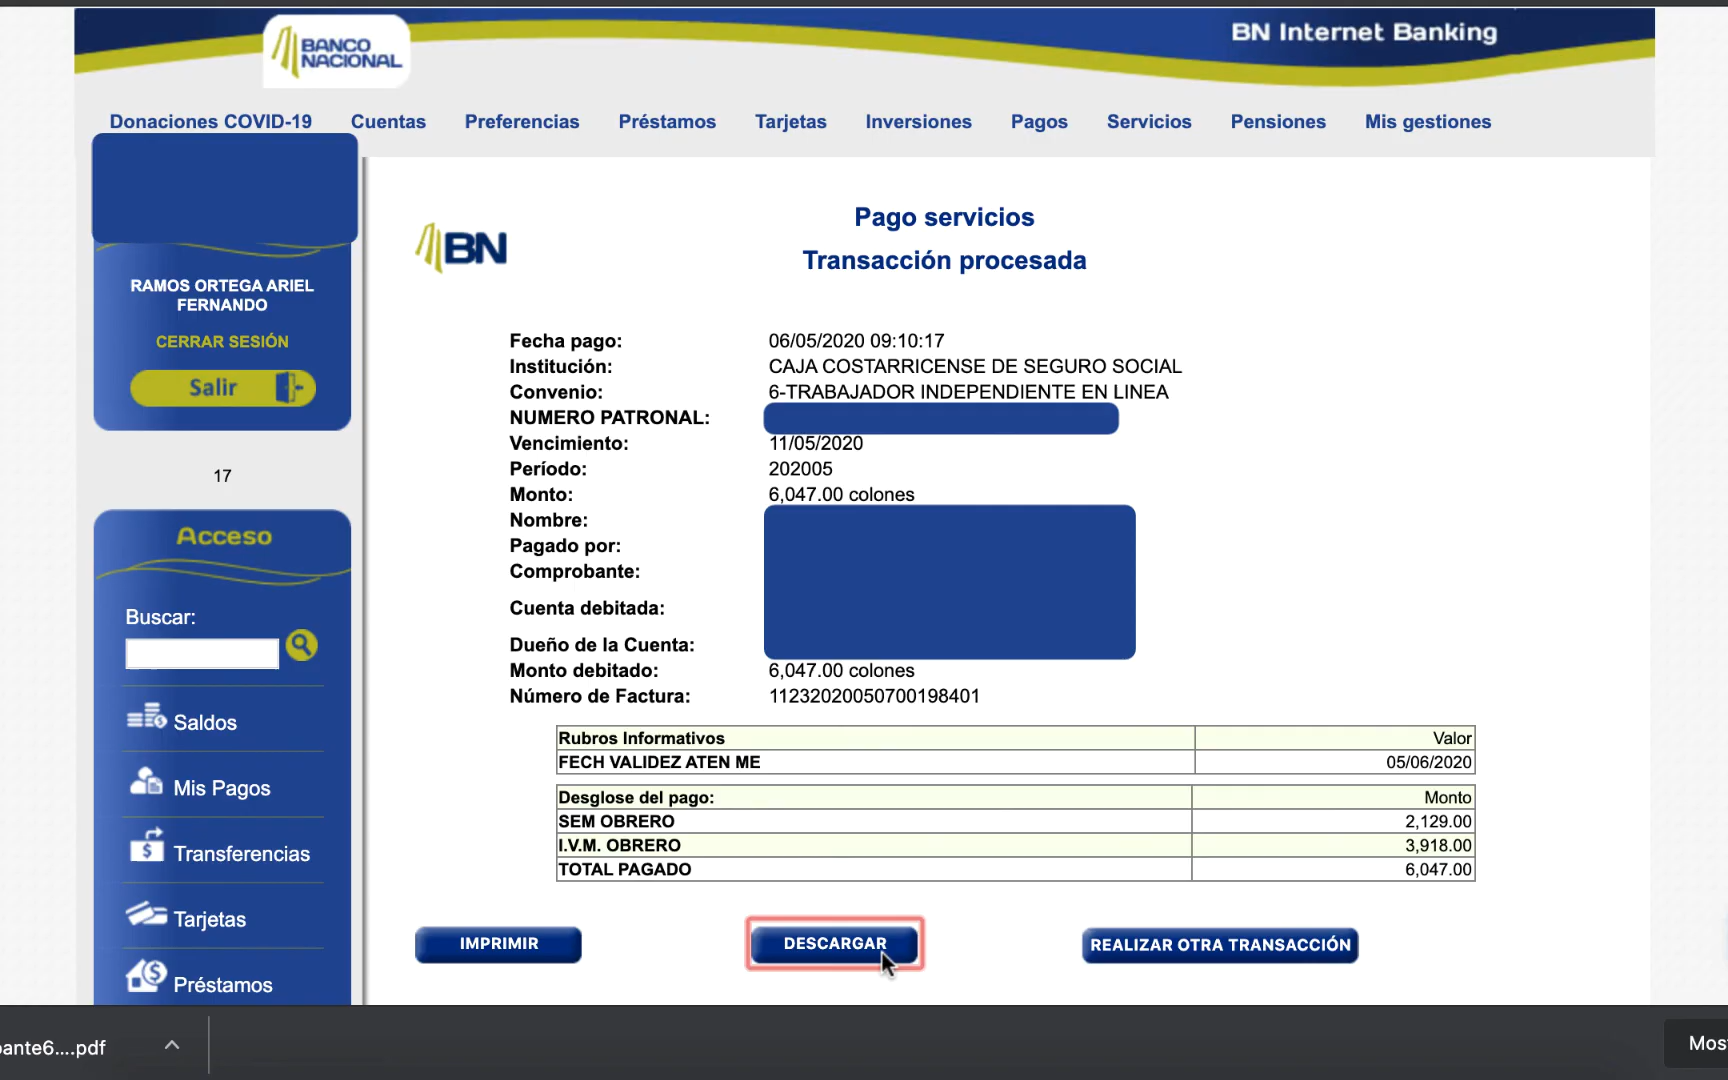 BANCO
NACIONAL
BN Internet Banking
Donaciones COVID-19 Cuentas Preferencias Préstamos Tarjetas Inversiones Pagos Servicios Pensiones Mis gestiones
RAMOS ORTEGA ARIEL
FERNANDO
CERRAR SESIÓN
Salir
17
Acceso
Buscar:
Saldos
Mis Pagos
Transferencias
Tarjetas
Préstamos
BN
Pago servicios
Transacción procesada
Fecha pago: 06/05/2020 09:10:17
Institución: CAJA COSTARRICENSE DE SEGURO SOCIAL
Convenio: 6-TRABAJADOR INDEPENDIENTE EN LINEA
NUMERO PATRONAL:
Vencimiento: 11/05/2020
Período: 202005
Monto: 6,047.00 colones
Nombre:
Pagado por:
Comprobante:
Cuenta debitada:
Dueño de la Cuenta:
Monto debitado: 6,047.00 colones
Número de Factura: 11232020050700198401
Rubros Informativos Valor
FECH VALIDEZ ATEN ME 05/06/2020
Desglose del pago: Monto
SEM OBRERO 2,129.00
I.V.M. OBRERO 3,918.00
TOTAL PAGADO 6,047.00
IMPRIMIR DESCARGAR REALIZAR OTRA TRANSACCIÓN
ante6....pdf
Mos